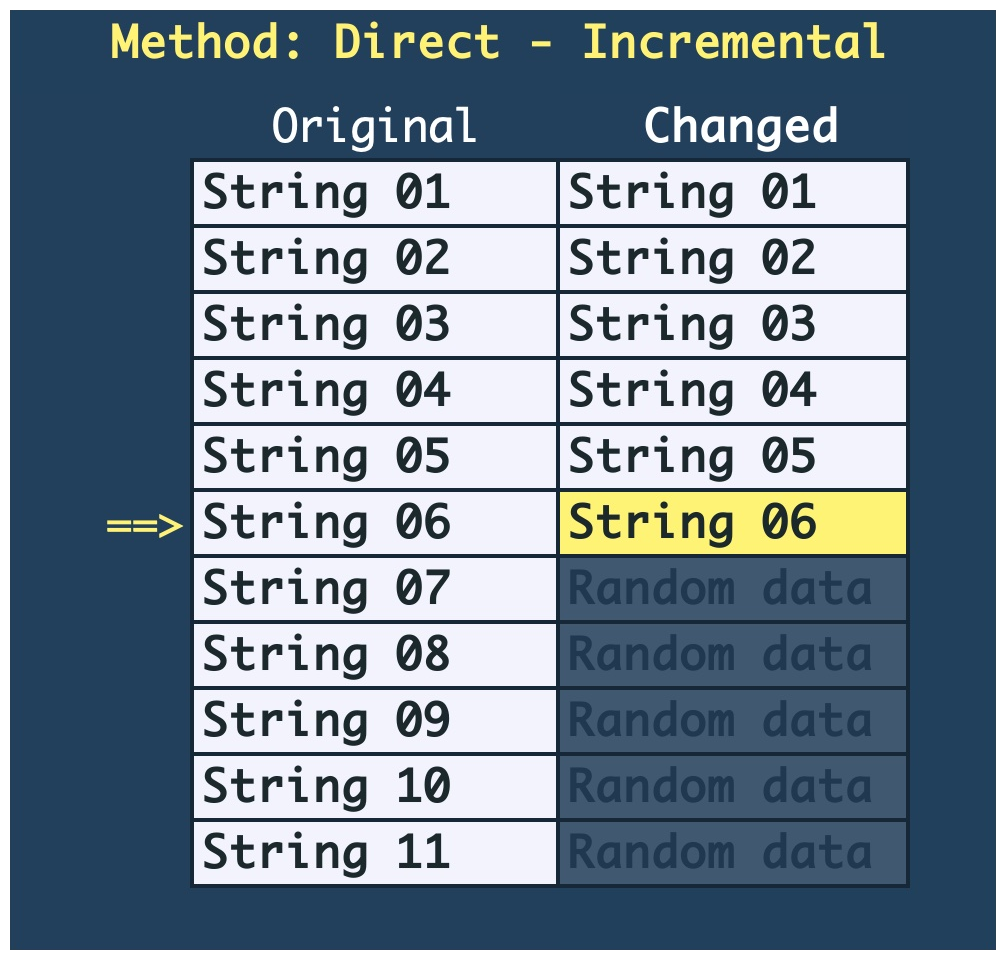 Method: Direct - Incremental
Original Changed
String 01 String 01
String 02 String 02
String 03 String 03
String 04 String 04
String 05 String 05
==> String 06 String 06
String 07 Random data
String 08 Random data
String 09 Random data
String 10 Random data
String 11 Random data